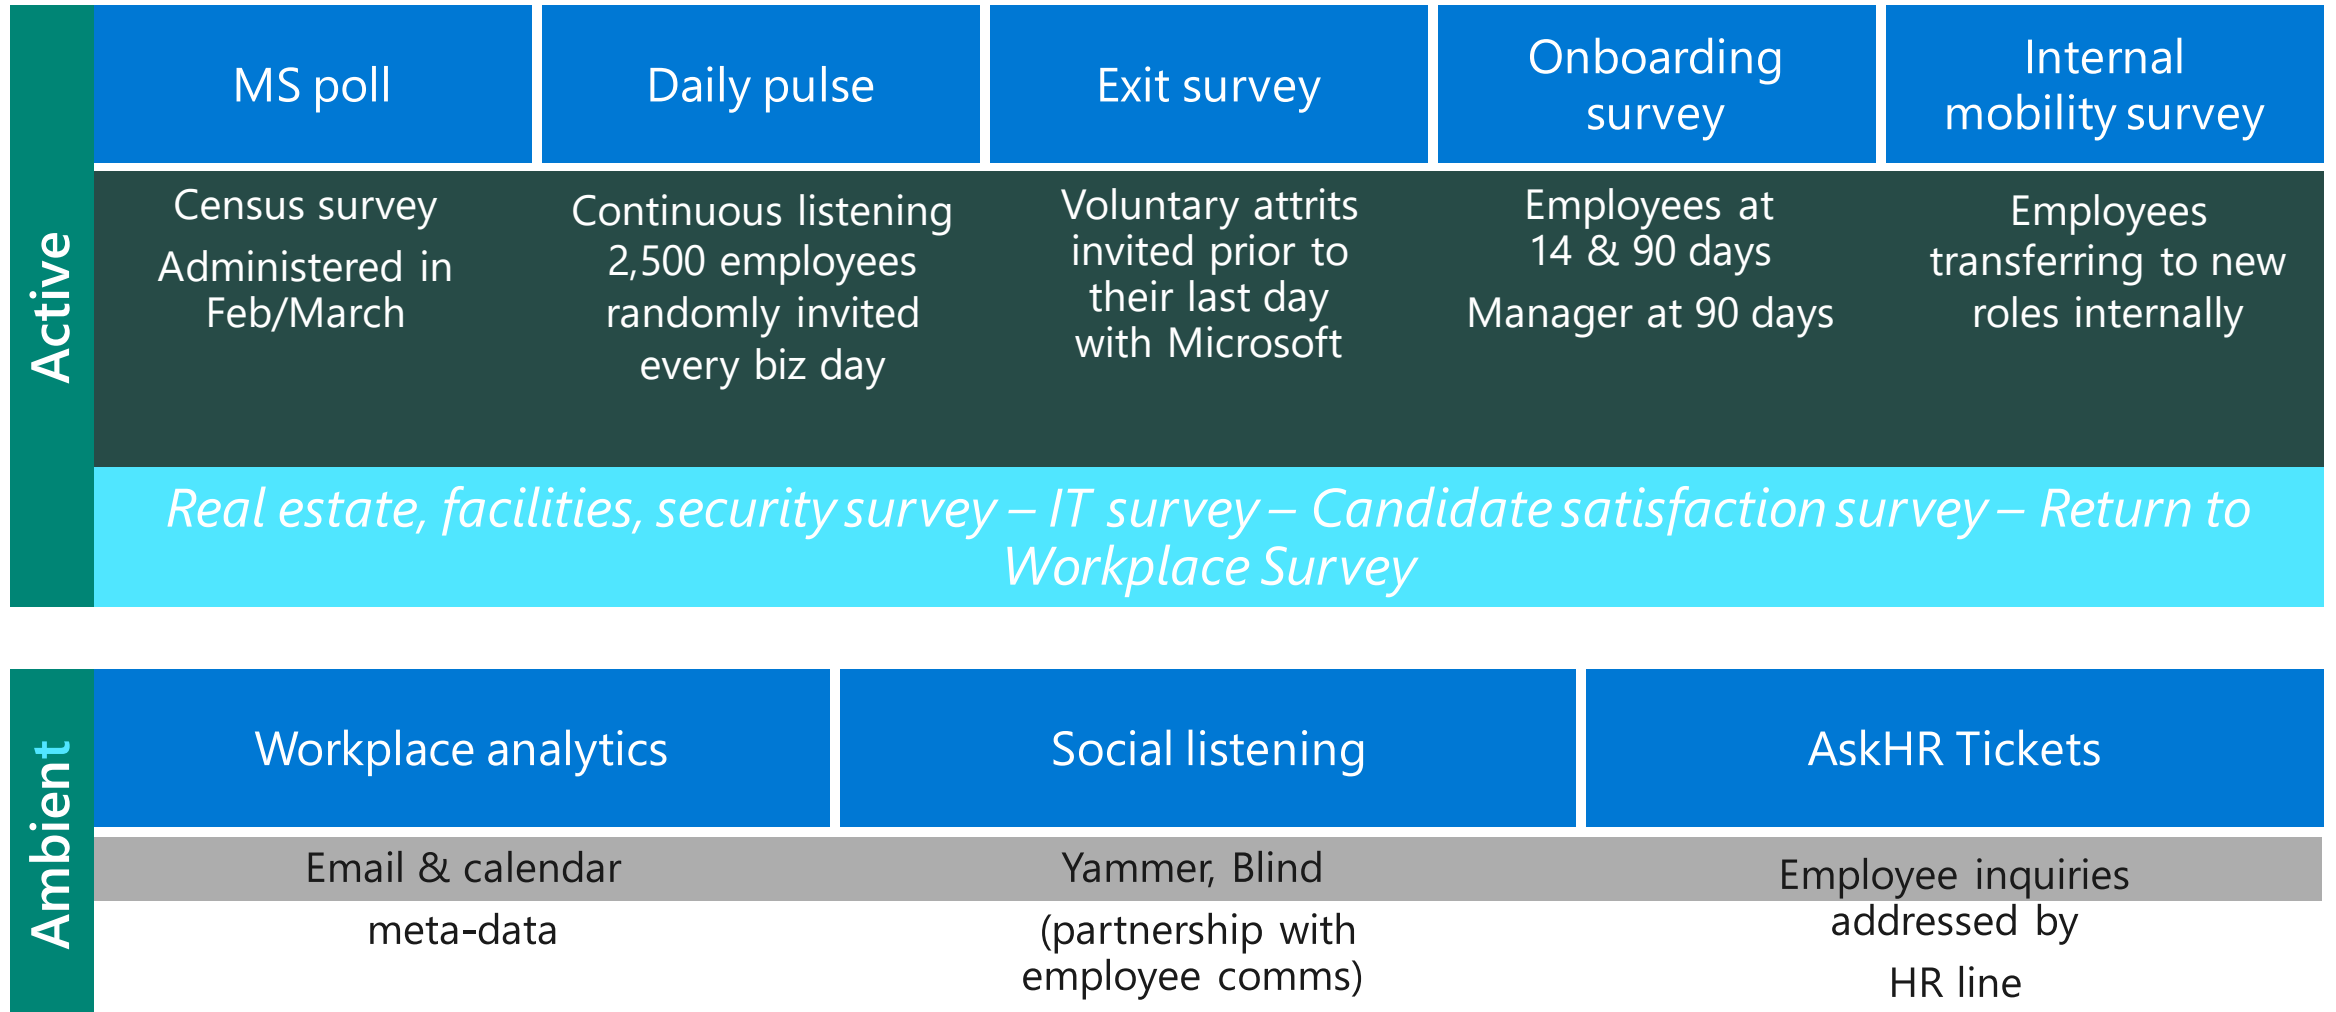 Active
MS poll
Daily pulse
Exit survey
Onboarding
survey
Internal
mobility survey
Census survey
Administered in
Feb/March
Continuous listening
2,500 employees
randomly invited
every biz day
Voluntary attrits
invited prior to
their last day
with Microsoft
Employees at
14 & 90 days
Manager at 90 days
Employees
transferring to new
roles internally
Real estate, facilities, security survey – IT survey – Candidate satisfaction survey – Return to
Workplace Survey
Ambient
Workplace analytics
Social listening
AskHR Tickets
Email & calendar
meta-data
Yammer, Blind
(partnership with
employee comms)
Employee inquiries
addressed by
HR line